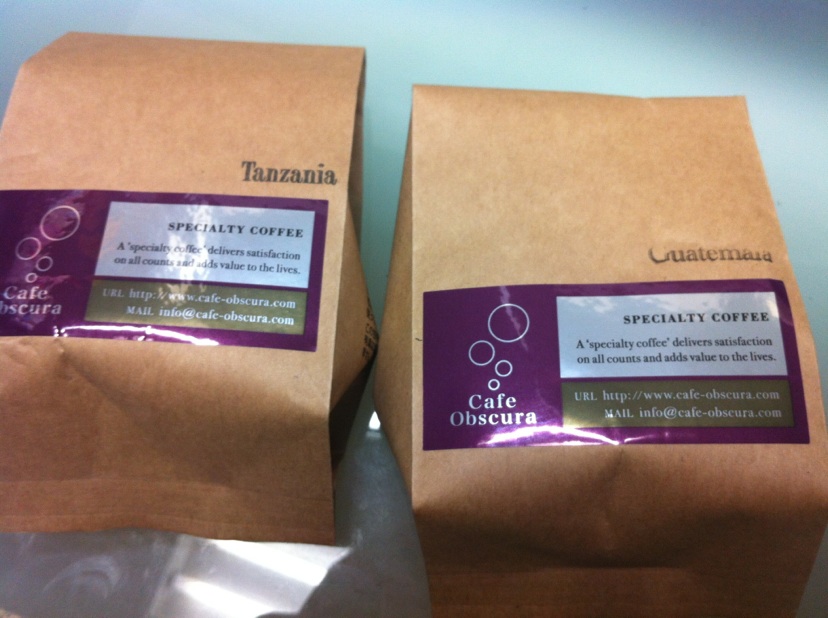 Tanzania
SPECIALTY COFFEE
A 'specialty coffee' delivers satisfaction
on all counts and adds value to the lives.
URL http://www.cafe-obscura.com
MAIL info@cafe-obscura.com
Cafe
Obscura
Guatemala
SPECIALTY COFFEE
A 'specialty coffee' delivers satisfaction
on all counts and adds value to the lives.
URL http://www.cafe-obscura.com
MAIL info@cafe-obscura.com
Cafe
Obscura